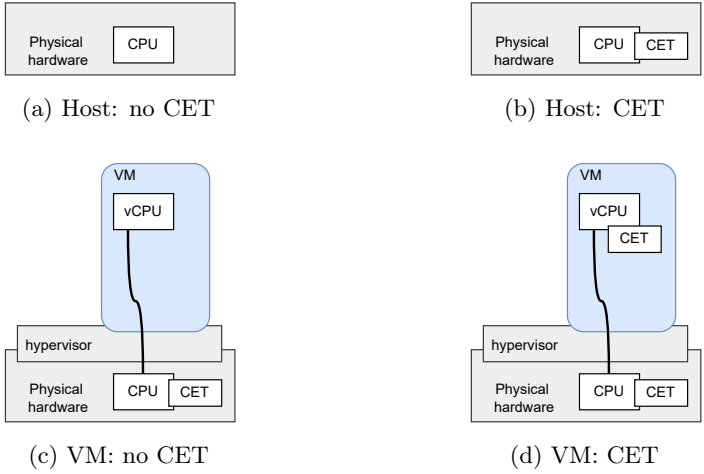 Physical
hardware
CPU
(a) Host: no CET
Physical
hardware
CPU
CET
(b) Host: CET
VM
vCPU
hypervisor
Physical
hardware
CPU
CET
(c) VM: no CET
VM
vCPU
CET
hypervisor
Physical
hardware
CPU
CET
(d) VM: CET